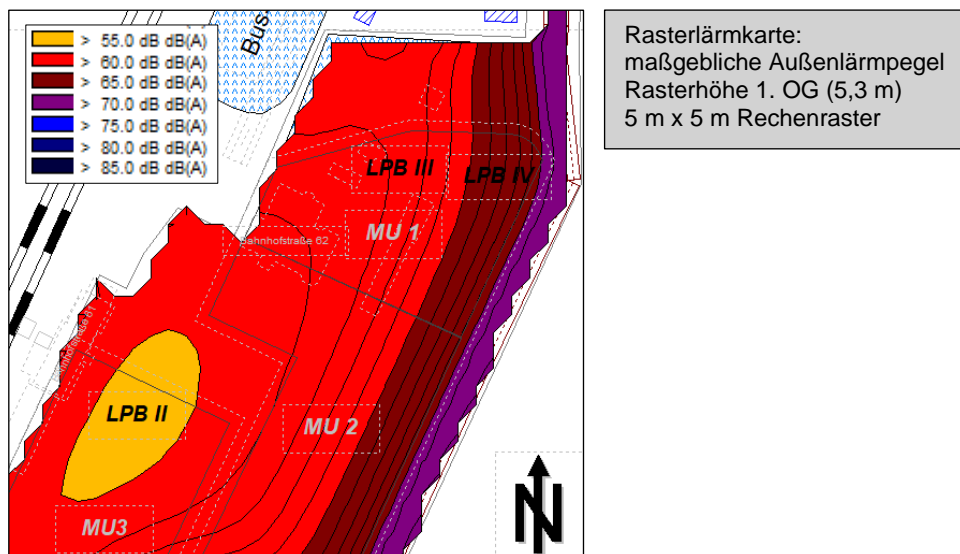 > 55.0 dB dB(A)
> 60.0 dB dB(A)
> 65.0 dB dB(A)
> 70.0 dB dB(A)
> 75.0 dB dB(A)
> 80.0 dB dB(A)
> 85.0 dB dB(A)
Bus
Rasterlärmkarte:
maßgebliche Außenlärmpegel
Rasterhöhe 1. OG (5,3 m)
5 m x 5 m Rechenraster
LPB III
LPB IV
MU 1
Bahnhofstraße 62
Bahnhofstraße 61
LPB II
MU 2
MU3
N